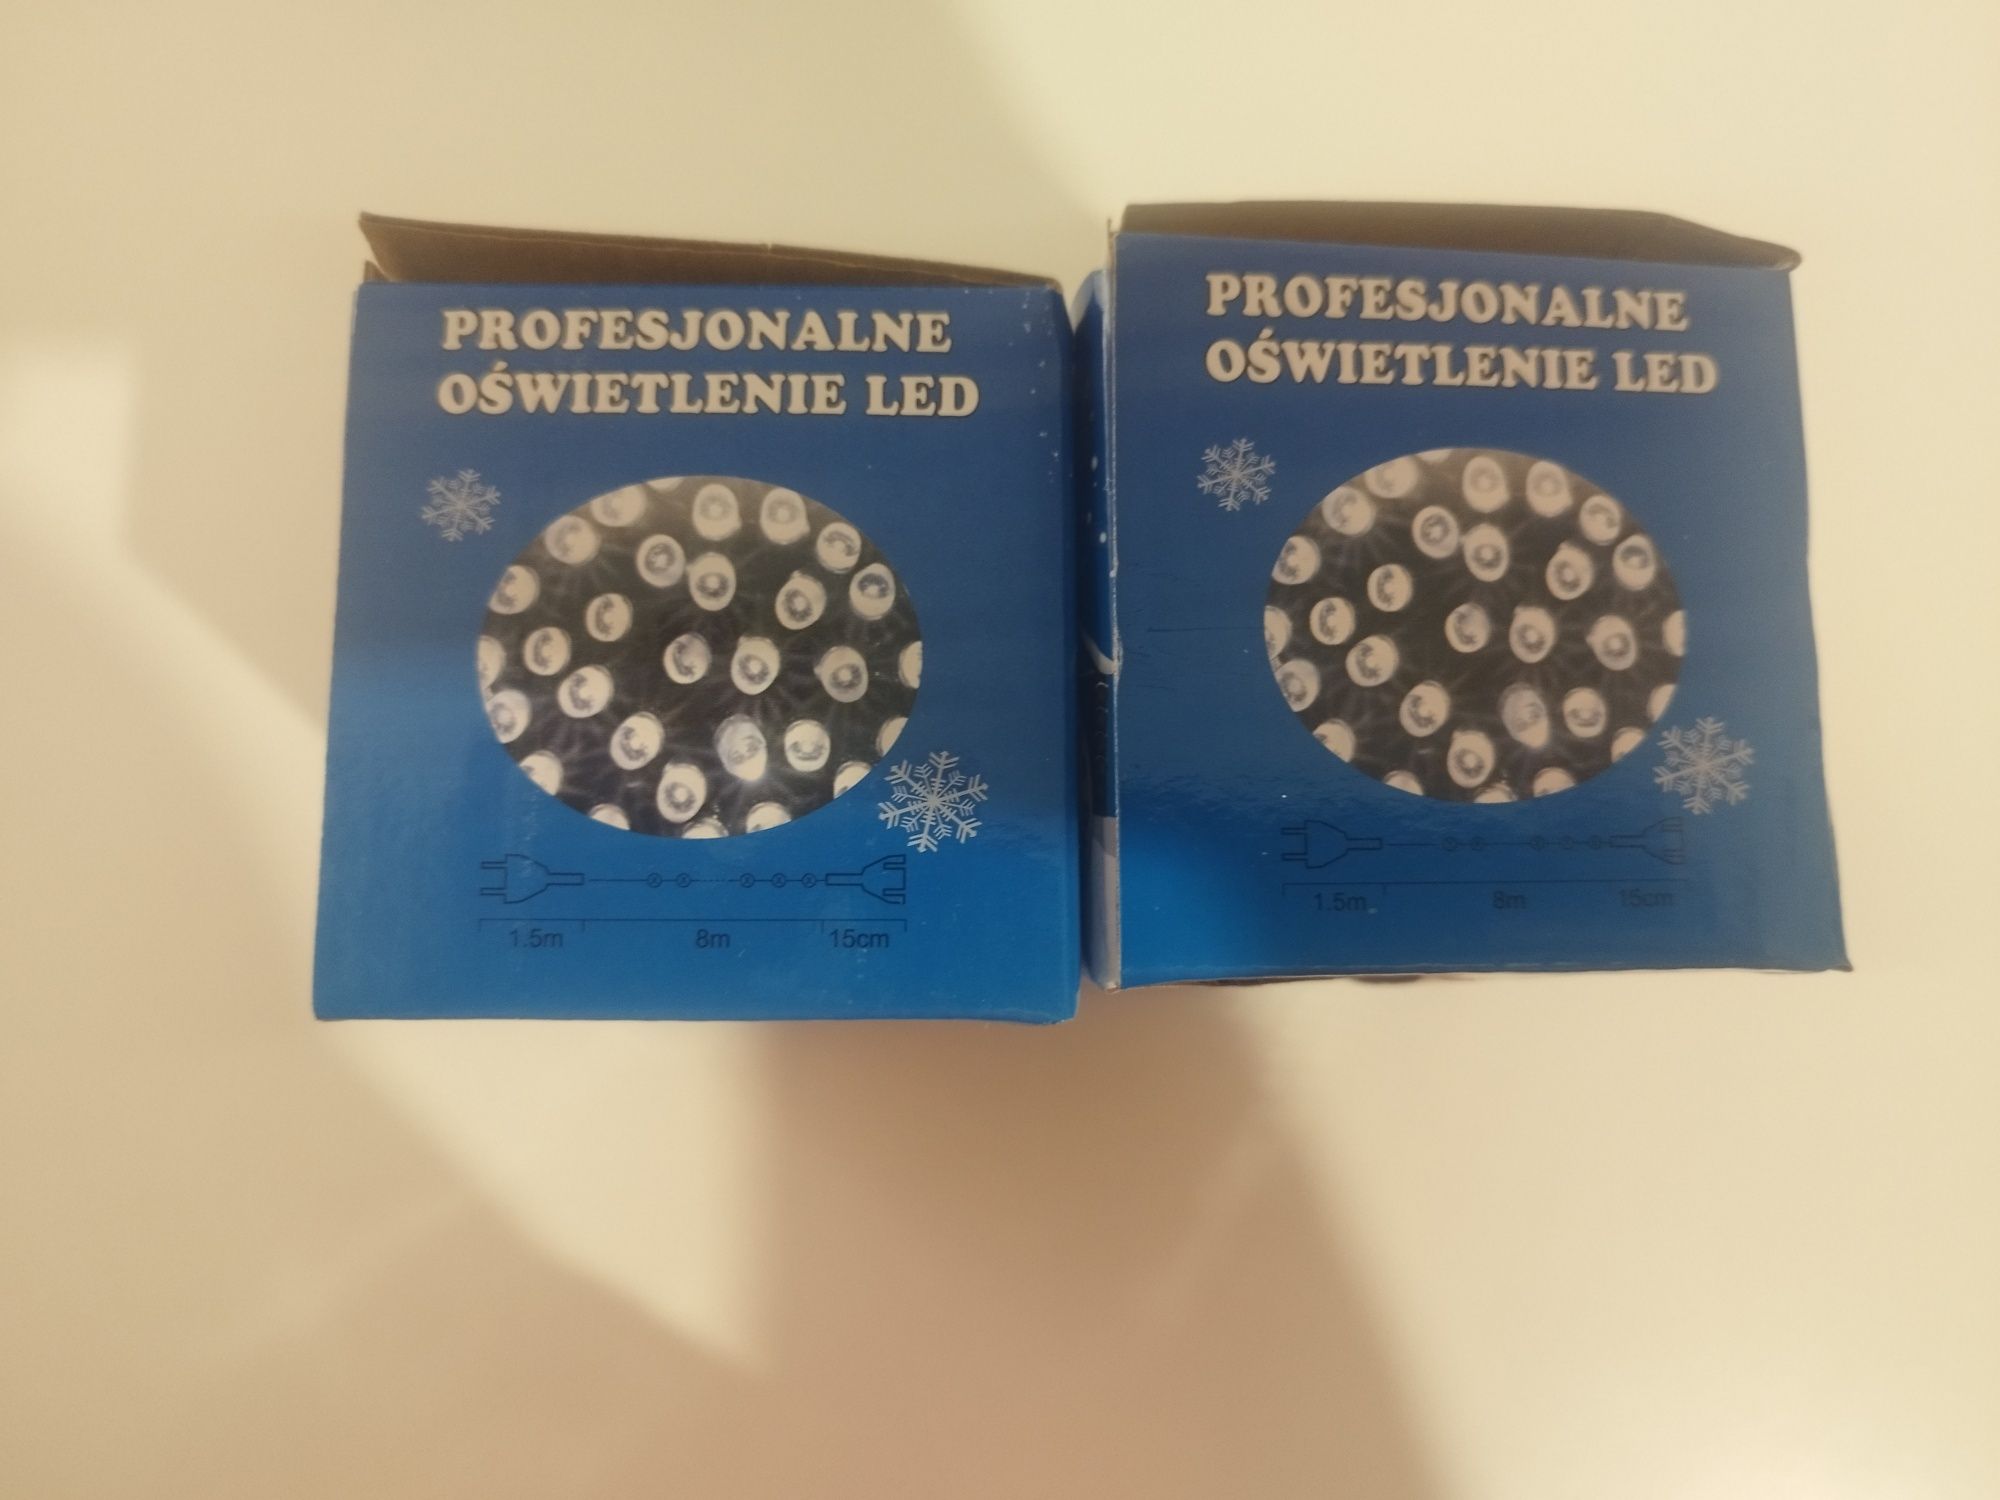 PROFESJONALNE
OŚWIETLENIE LED
1.5m 8m 15cm
PROFESJONALNE
OŚWIETLENIE LED
1.5m 8m 15cm